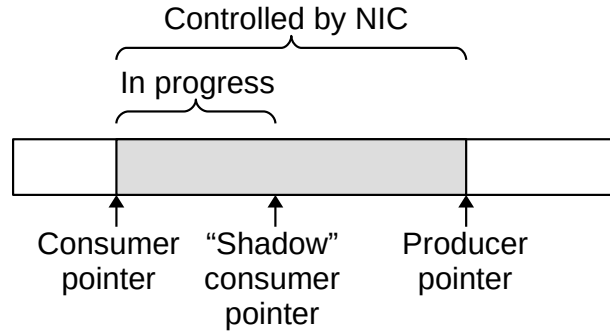 Controlled by NIC
In progress
Consumer
pointer
“Shadow”
consumer
pointer
Producer
pointer